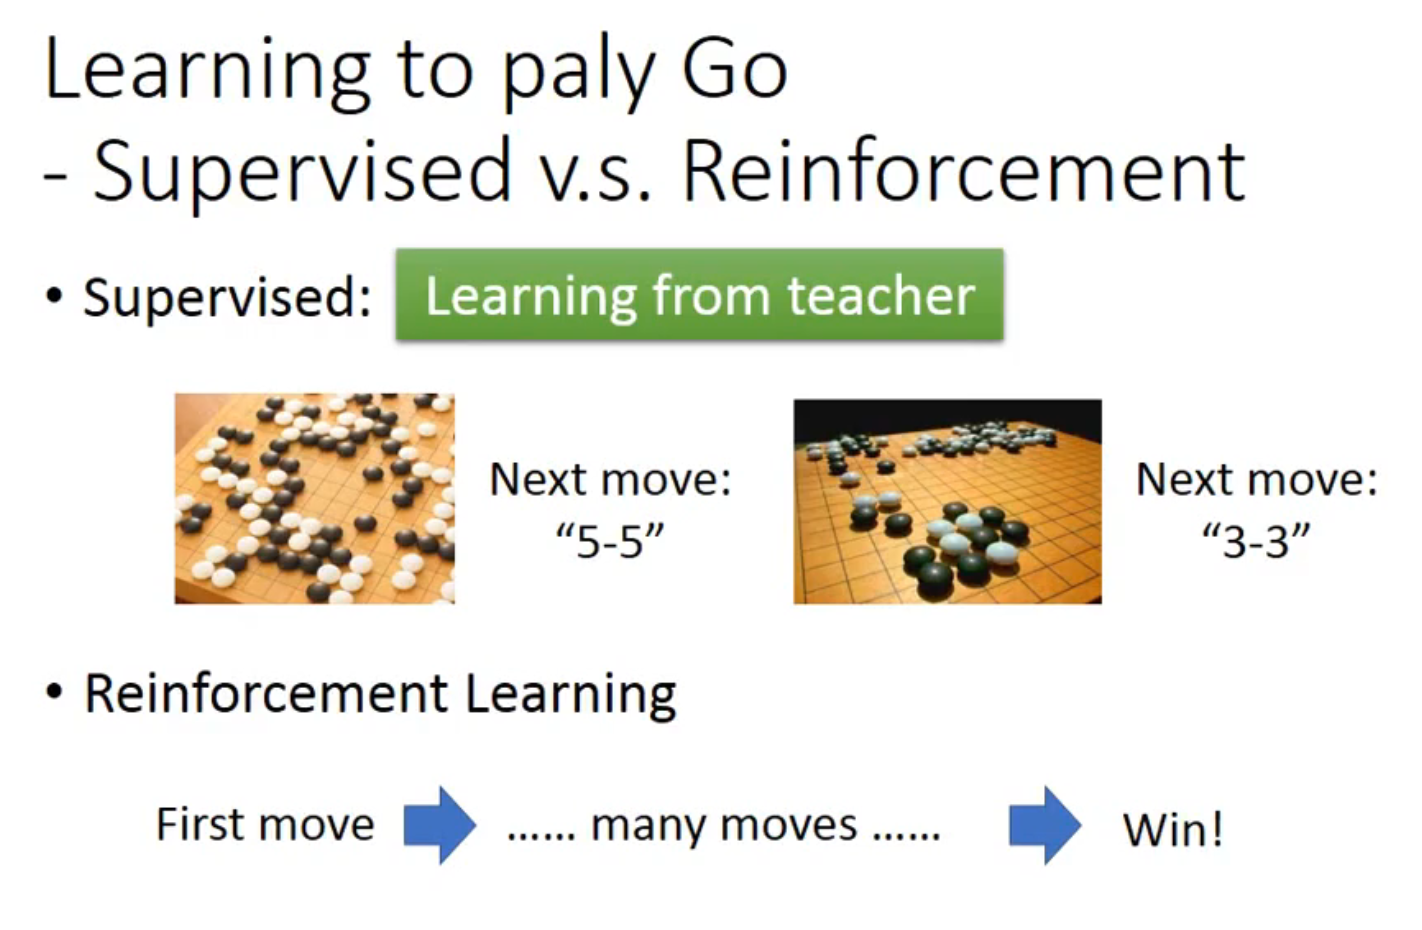 Learning to paly Go
- Supervised v.s. Reinforcement
• Supervised: Learning from teacher
Next move: “5-5”
Next move: “3-3”
• Reinforcement Learning
First move …… many moves …… Win!